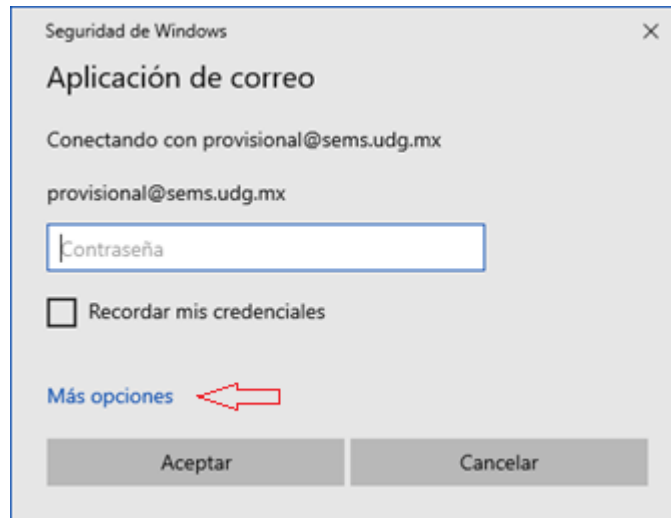 Seguridad de Windows
Aplicación de correo
Conectando con provisional@sems.udg.mx
provisional@sems.udg.mx
Contraseña
Recordar mis credenciales
Más opciones
Aceptar Cancelar